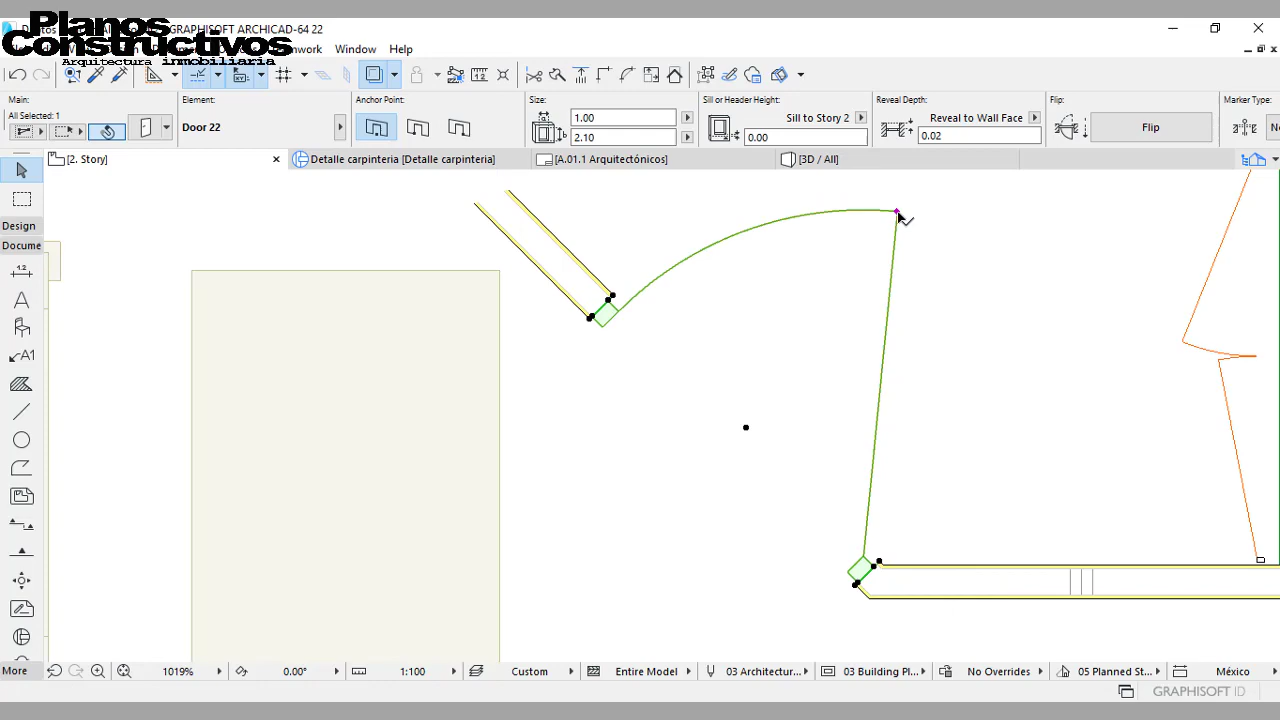 Planos
Constructivos
Arquitectura inmobiliaria
GRAPHISOFT ARCHICAD-64 22
Window Help
Main:
All Selected: 1
Element:
Door 22
Anchor Point:
Size:
1.00
2.10
Sill or Header Height:
Sill to Story 2
0.00
Reveal Depth:
Reveal to Wall Face
0.02
Flip:
Flip
Marker Type:
[2. Story]
Detalle carpinteria [Detalle carpinteria]
[A.01.1 Arquitectónicos]
[3D / All]
Design
Docume
1.2
A
A1
More
1019%
0.00°
1:100
Custom
Entire Model
03 Architectur...
03 Building Pl...
No Overrides
05 Planned St...
México
GRAPHISOFT ID